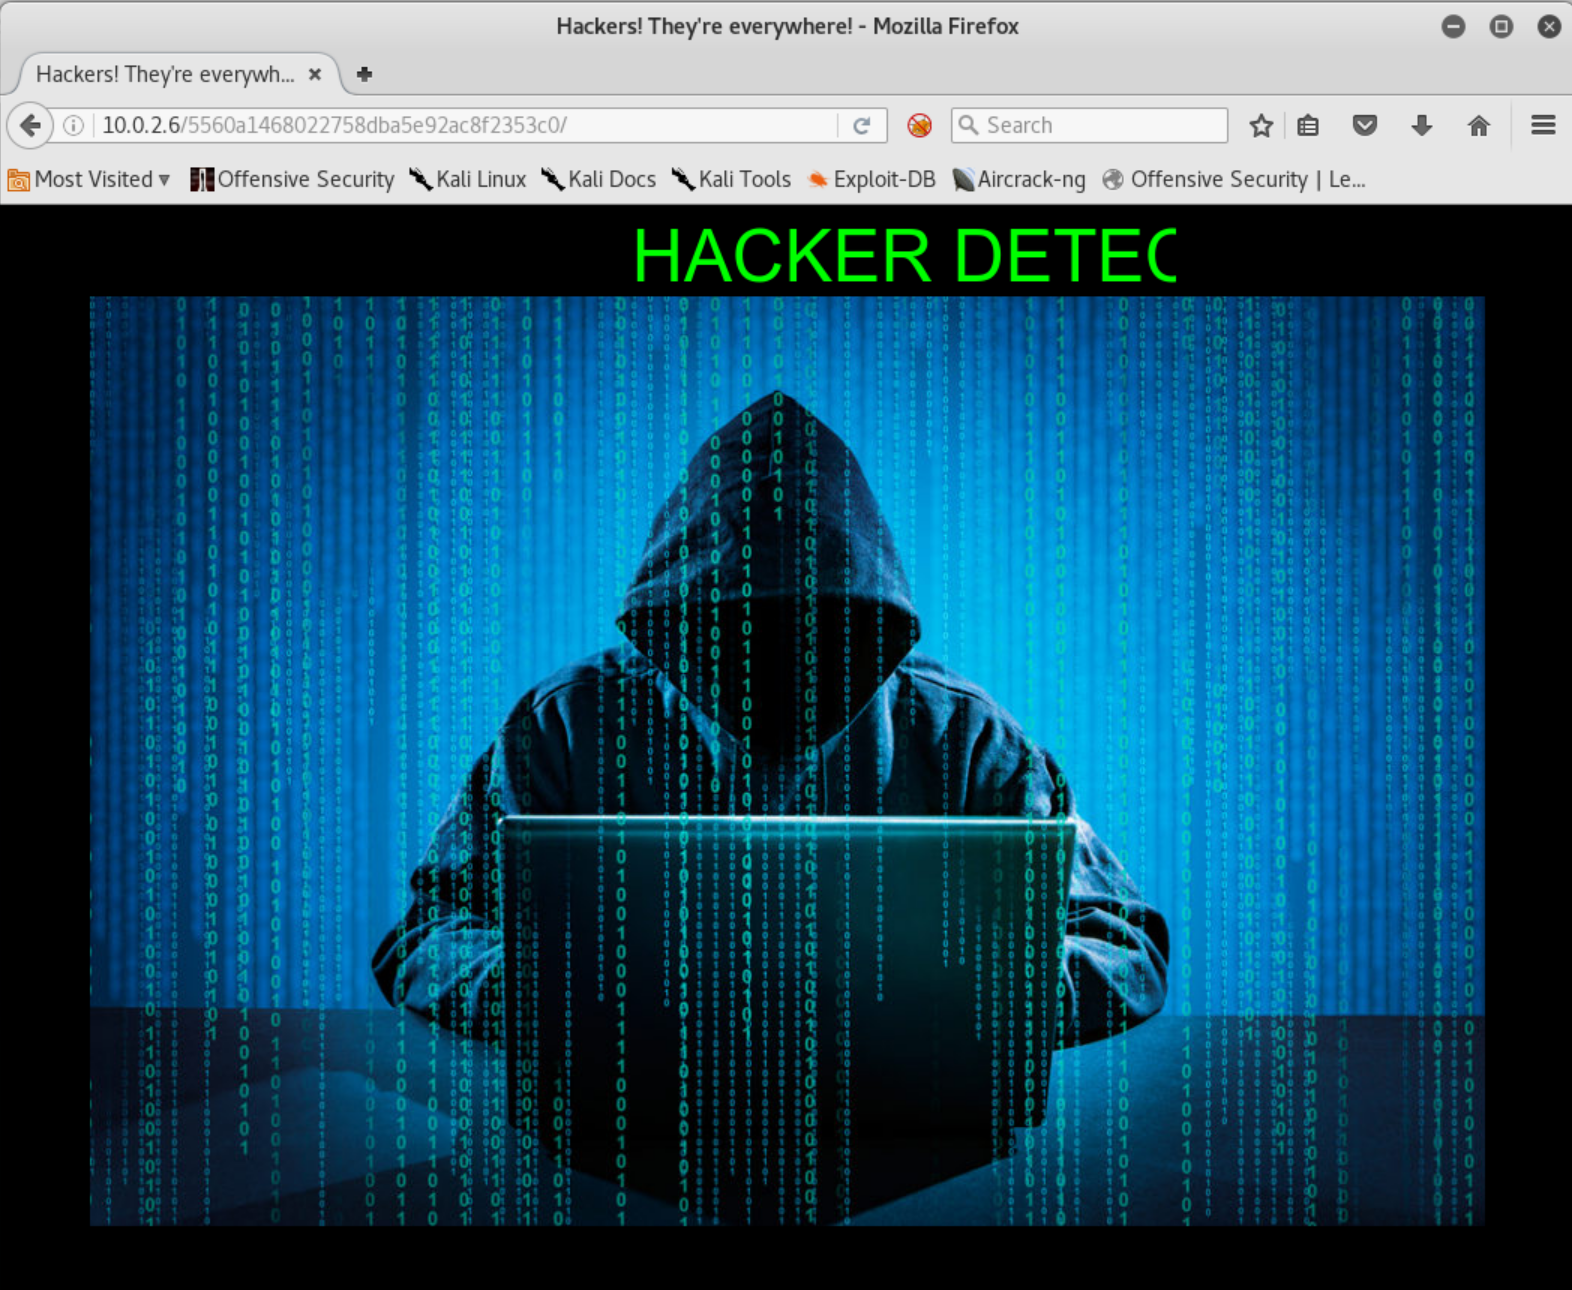 Hackers! They're everywhere! - Mozilla Firefox
Hackers! They're everywh...
10.0.2.6/5560a1468022758dba5e92ac8f2353c0/
Search
Most Visited
Offensive Security
Kali Linux
Kali Docs
Kali Tools
Exploit-DB
Aircrack-ng
Offensive Security | Le...
HACKER DETEC